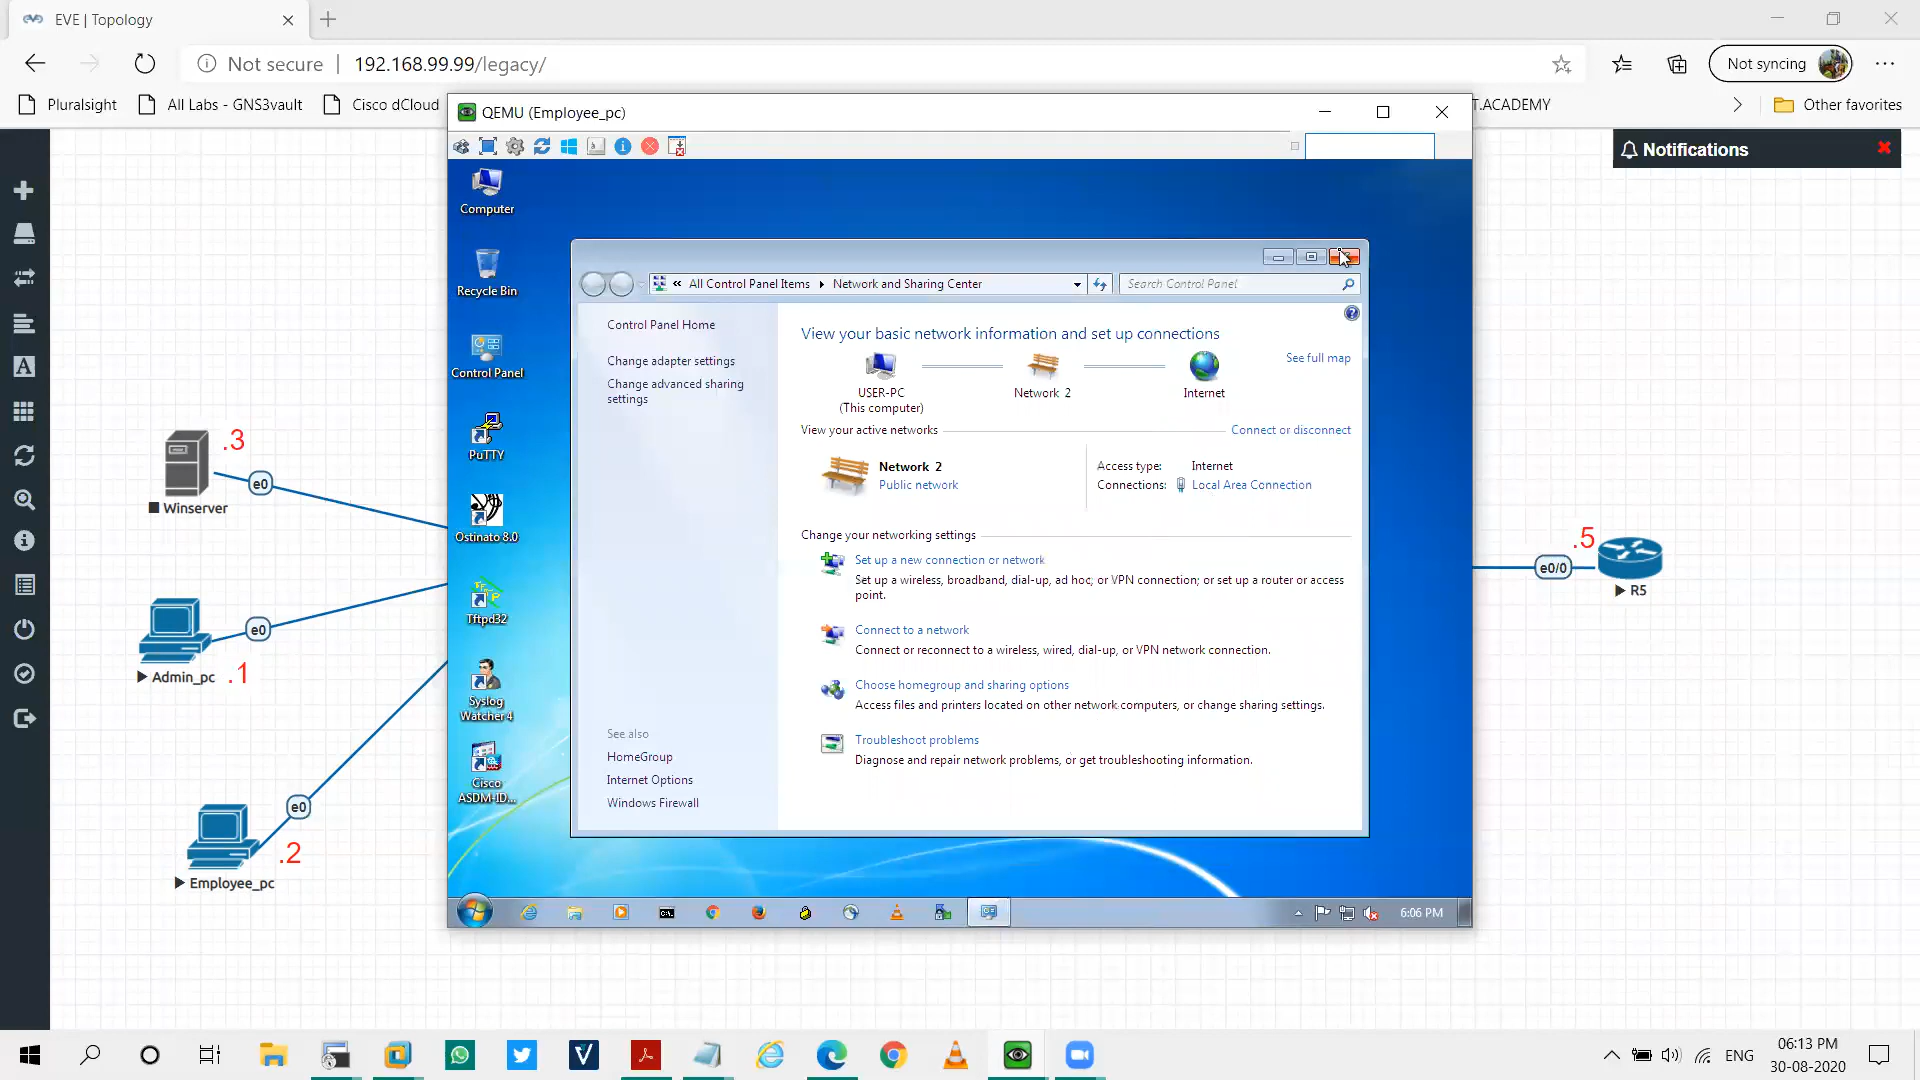 EVE | Topology
Not secure | 192.168.99.99/legacy/
Not syncing
Pluralsight
All Labs - GNS3vault
Cisco dCloud
T.ACADEMY
Other favorites
QEMU (Employee_pc)
Notifications
Computer
Recycle Bin
Control Panel
PuTTY
Ostinato 8.0
Tftpd32
Syslog
Watcher 4
Cisco
ASDM-ID...
« All Control Panel Items ▸ Network and Sharing Center
Search Control Panel
Control Panel Home
Change adapter settings
Change advanced sharing
settings
See also
HomeGroup
Internet Options
Windows Firewall
View your basic network information and set up connections
See full map
USER-PC
(This computer)
Network 2
Internet
View your active networks
Connect or disconnect
Network 2
Public network
Access type: Internet
Connections: Local Area Connection
Change your networking settings
Set up a new connection or network
Set up a wireless, broadband, dial-up, ad hoc, or VPN connection; or set up a router or access
point.
Connect to a network
Connect or reconnect to a wireless, wired, dial-up, or VPN network connection.
Choose homegroup and sharing options
Access files and printers located on other network computers, or change sharing settings.
Troubleshoot problems
Diagnose and repair network problems, or get troubleshooting information.
6:06 PM
.3
e0
Winserver
e0
Admin_pc
.1
e0
.2
Employee_pc
.5
e0/0
R5
ENG
06:13 PM
30-08-2020